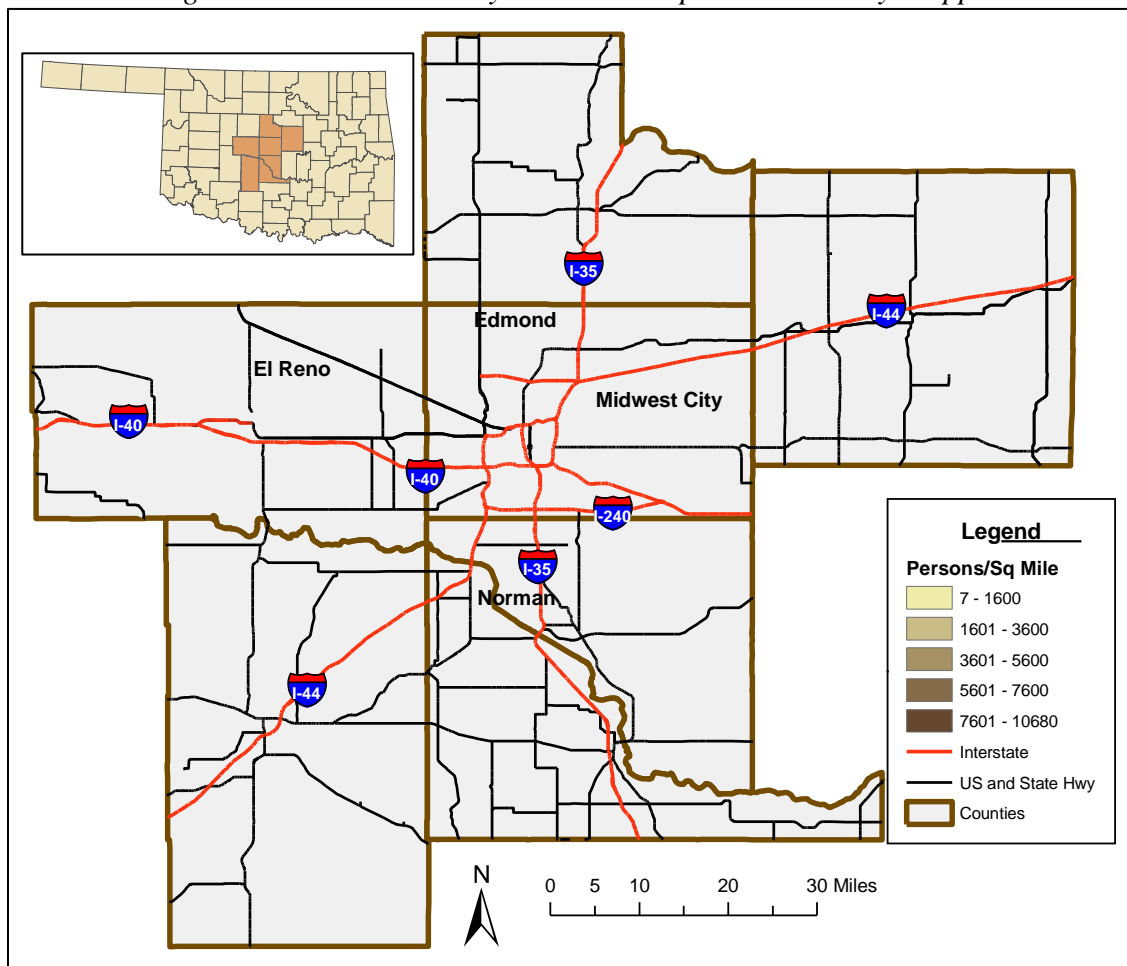 I-35
I-44
Edmond
El Reno
Midwest City
I-40
I-40
I-240
I-35
Norman
I-44
Legend
Persons/Sq Mile
7 - 1600
1601 - 3600
3601 - 5600
5601 - 7600
7601 - 10680
Interstate
US and State Hwy
Counties
N
0 5 10 20 30 Miles